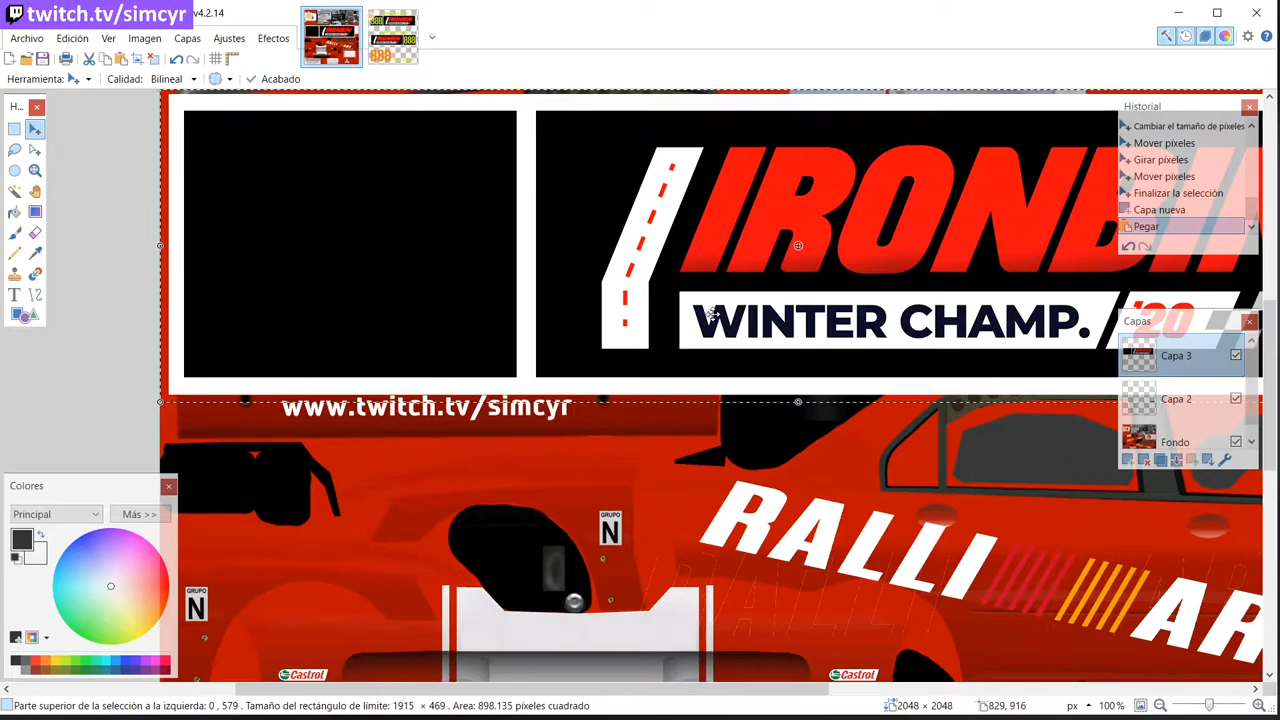 twitch.tv/simcyr
v4.2.14
Archivo Edición Ver Imagen Capas Ajustes Efectos
Herramienta: Calidad: Bilineal Acabado
H...
Historial
Cambiar el tamaño de píxeles
Mover píxeles
Girar píxeles
Mover píxeles
Finalizar la selección
Capa nueva
Pegar
IRONBIN
WINTER CHAMP. '20
Capas
Capa 3
Capa 2
Fondo
www.twitch.tv/simcyr
Colores
Principal Más >>
GRUPO
N
GRUPO
N
RALLI
AR
Castrol
Castrol
Parte superior de la selección a la izquierda: 0 , 579. Tamaño del rectángulo de límite: 1915 × 469. Area: 898.135 píxeles cuadrado
2048 × 2048
829, 916
px
100%